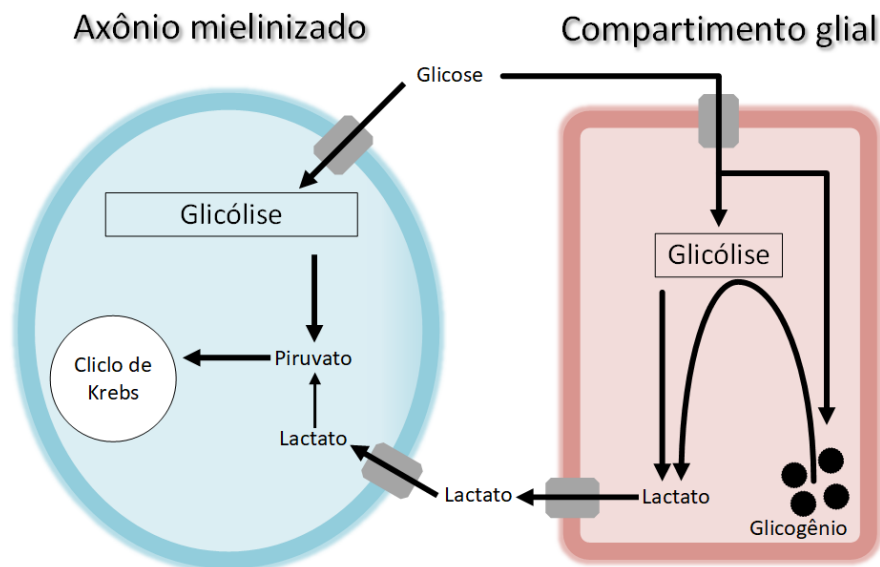 Axônio mielinizado
Compartimento glial
Glicose
Glicólise
Glicólise
Piruvato
Cliclo de
Krebs
Lactato
Lactato
Lactato
Glicogênio